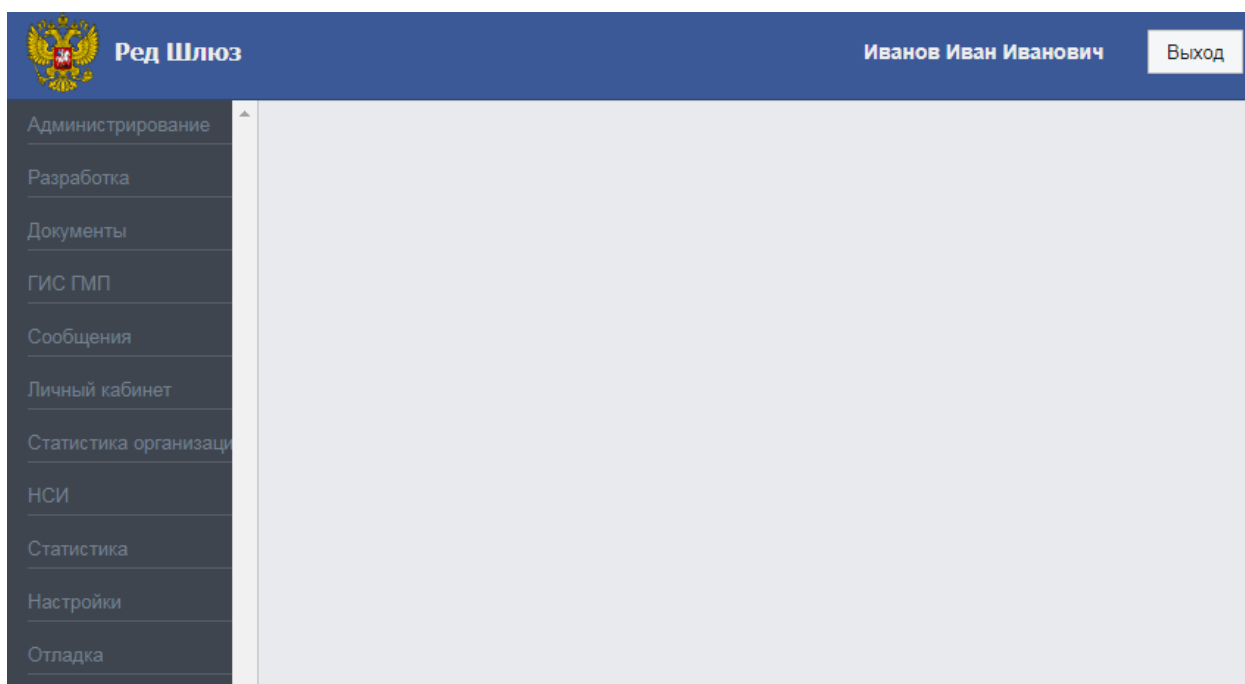 Ред Шлюз
Иванов Иван Иванович
Выход
Администрирование
Разработка
Документы
ГИС ГМП
Сообщения
Личный кабинет
Статистика организаци
НСИ
Статистика
Настройки
Отладка